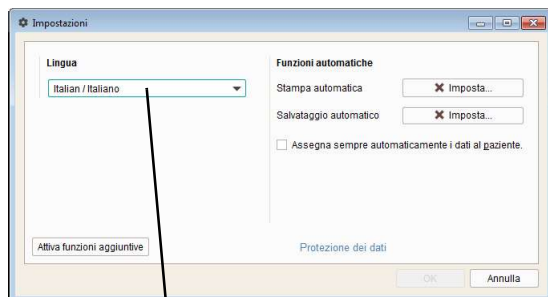 Impostazioni
Lingua
Italian / Italiano
Funzioni automatiche
Stampa automatica
Imposta...
Salvataggio automatico
Imposta...
Assegna sempre automaticamente i dati al paziente.
Attiva funzioni aggiuntive
Protezione dei dati
OK
Annulla